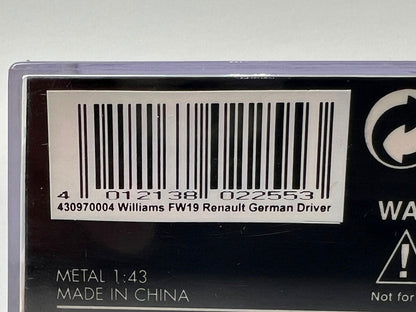 4 012138 022553
430970004 Williams FW19 Renault German Driver
WA
METAL 1:43
MADE IN CHINA
Not for